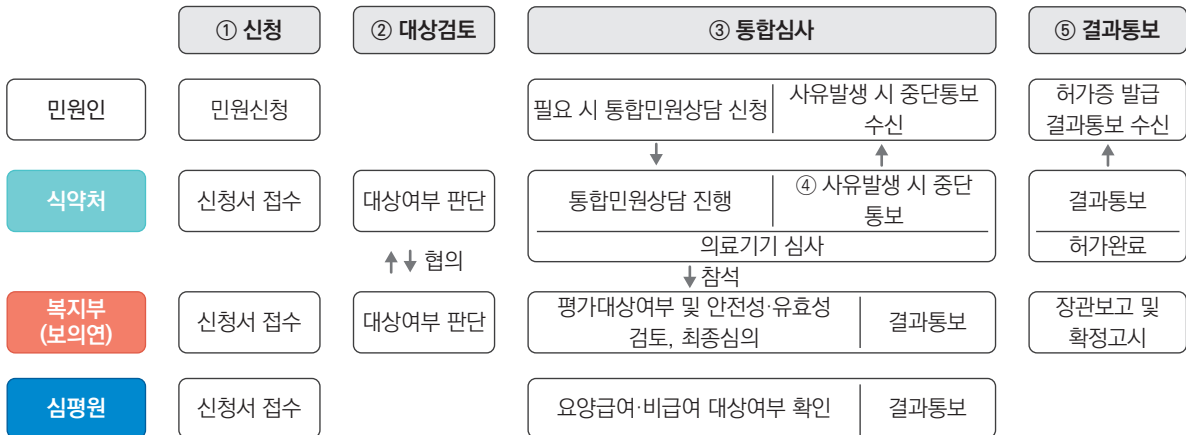 ① 신청
② 대상검토
③ 통합심사
⑤ 결과통보
민원인
민원신청
필요 시 통합민원상담 신청
사유발생 시 중단통보
수신
허가증 발급
결과통보 수신
식약처
신청서 접수
대상여부 판단
통합민원상담 진행
④ 사유발생 시 중단
통보
의료기기 심사
결과통보
허가완료
협의
참석
복지부
(보의연)
신청서 접수
대상여부 판단
평가대상여부 및 안전성·유효성
검토, 최종심의
결과통보
장관보고 및
확정고시
심평원
신청서 접수
요양급여·비급여 대상여부 확인
결과통보